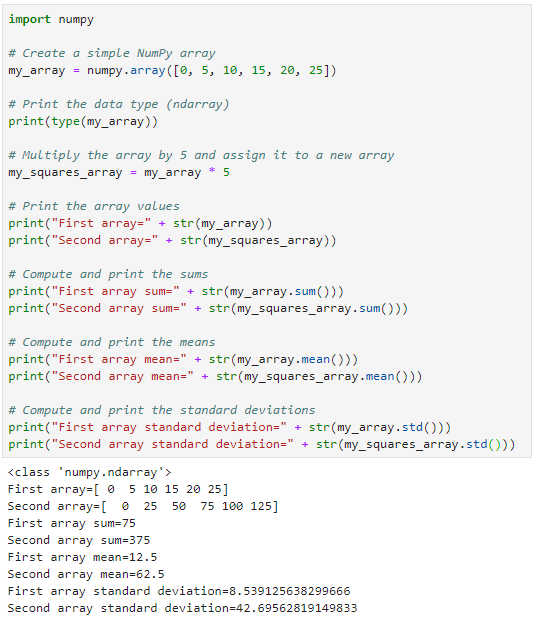 import numpy
# Create a simple NumPy array
my_array = numpy.array([0, 5, 10, 15, 20, 25])
# Print the data type (ndarray)
print(type(my_array))
# Multiply the array by 5 and assign it to a new array
my_squares_array = my_array * 5
# Print the array values
print("First array=" + str(my_array))
print("Second array=" + str(my_squares_array))
# Compute and print the sums
print("First array sum=" + str(my_array.sum()))
print("Second array sum=" + str(my_squares_array.sum()))
# Compute and print the means
print("First array mean=" + str(my_array.mean()))
print("Second array mean=" + str(my_squares_array.mean()))
# Compute and print the standard deviations
print("First array standard deviation=" + str(my_array.std()))
print("Second array standard deviation=" + str(my_squares_array.std()))
<class 'numpy.ndarray'>
First array=[ 0  5 10 15 20 25]
Second array=[  0  25  50  75 100 125]
First array sum=75
Second array sum=375
First array mean=12.5
Second array mean=62.5
First array standard deviation=8.539125638299666
Second array standard deviation=42.69562819149833